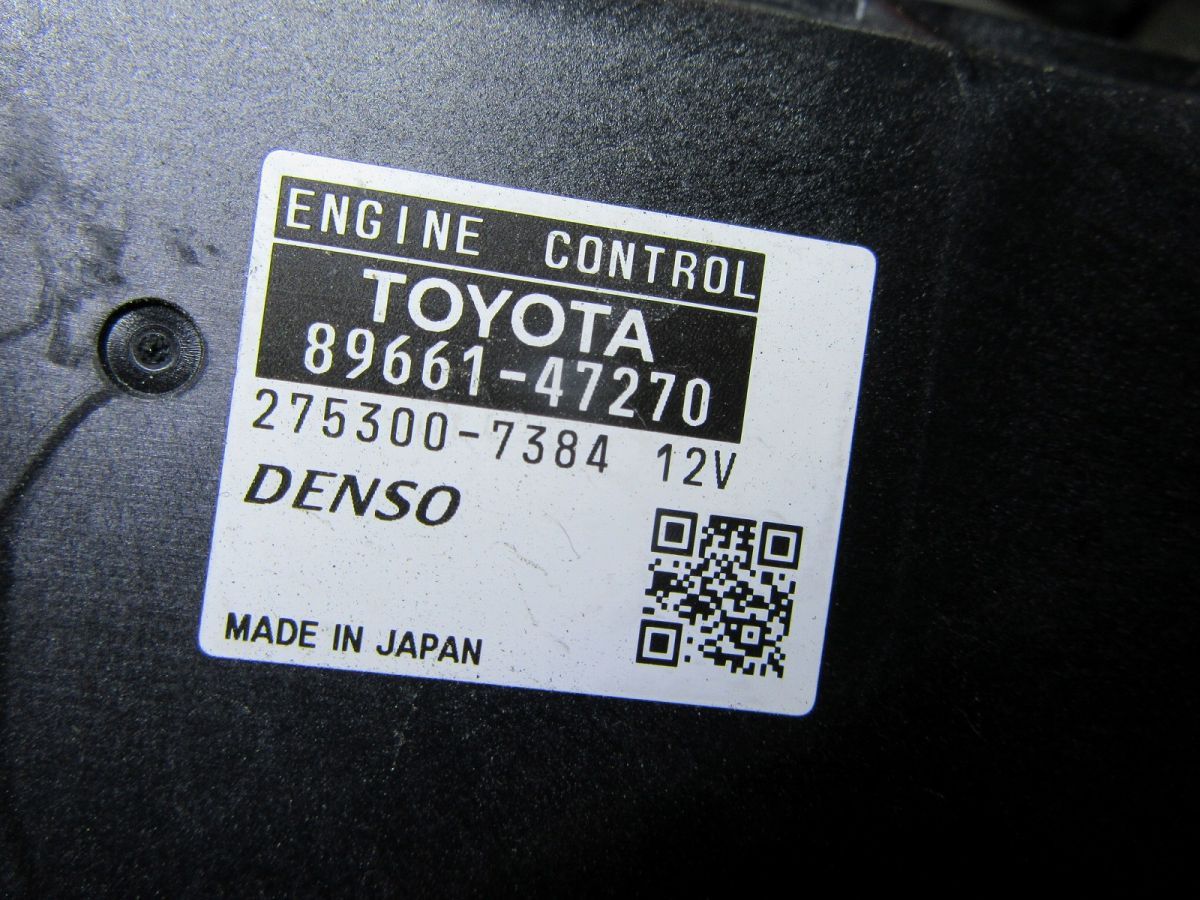 ENGINE CONTROL
TOYOTA
89661-47270
275300-7384 12V
DENSO
MADE IN JAPAN